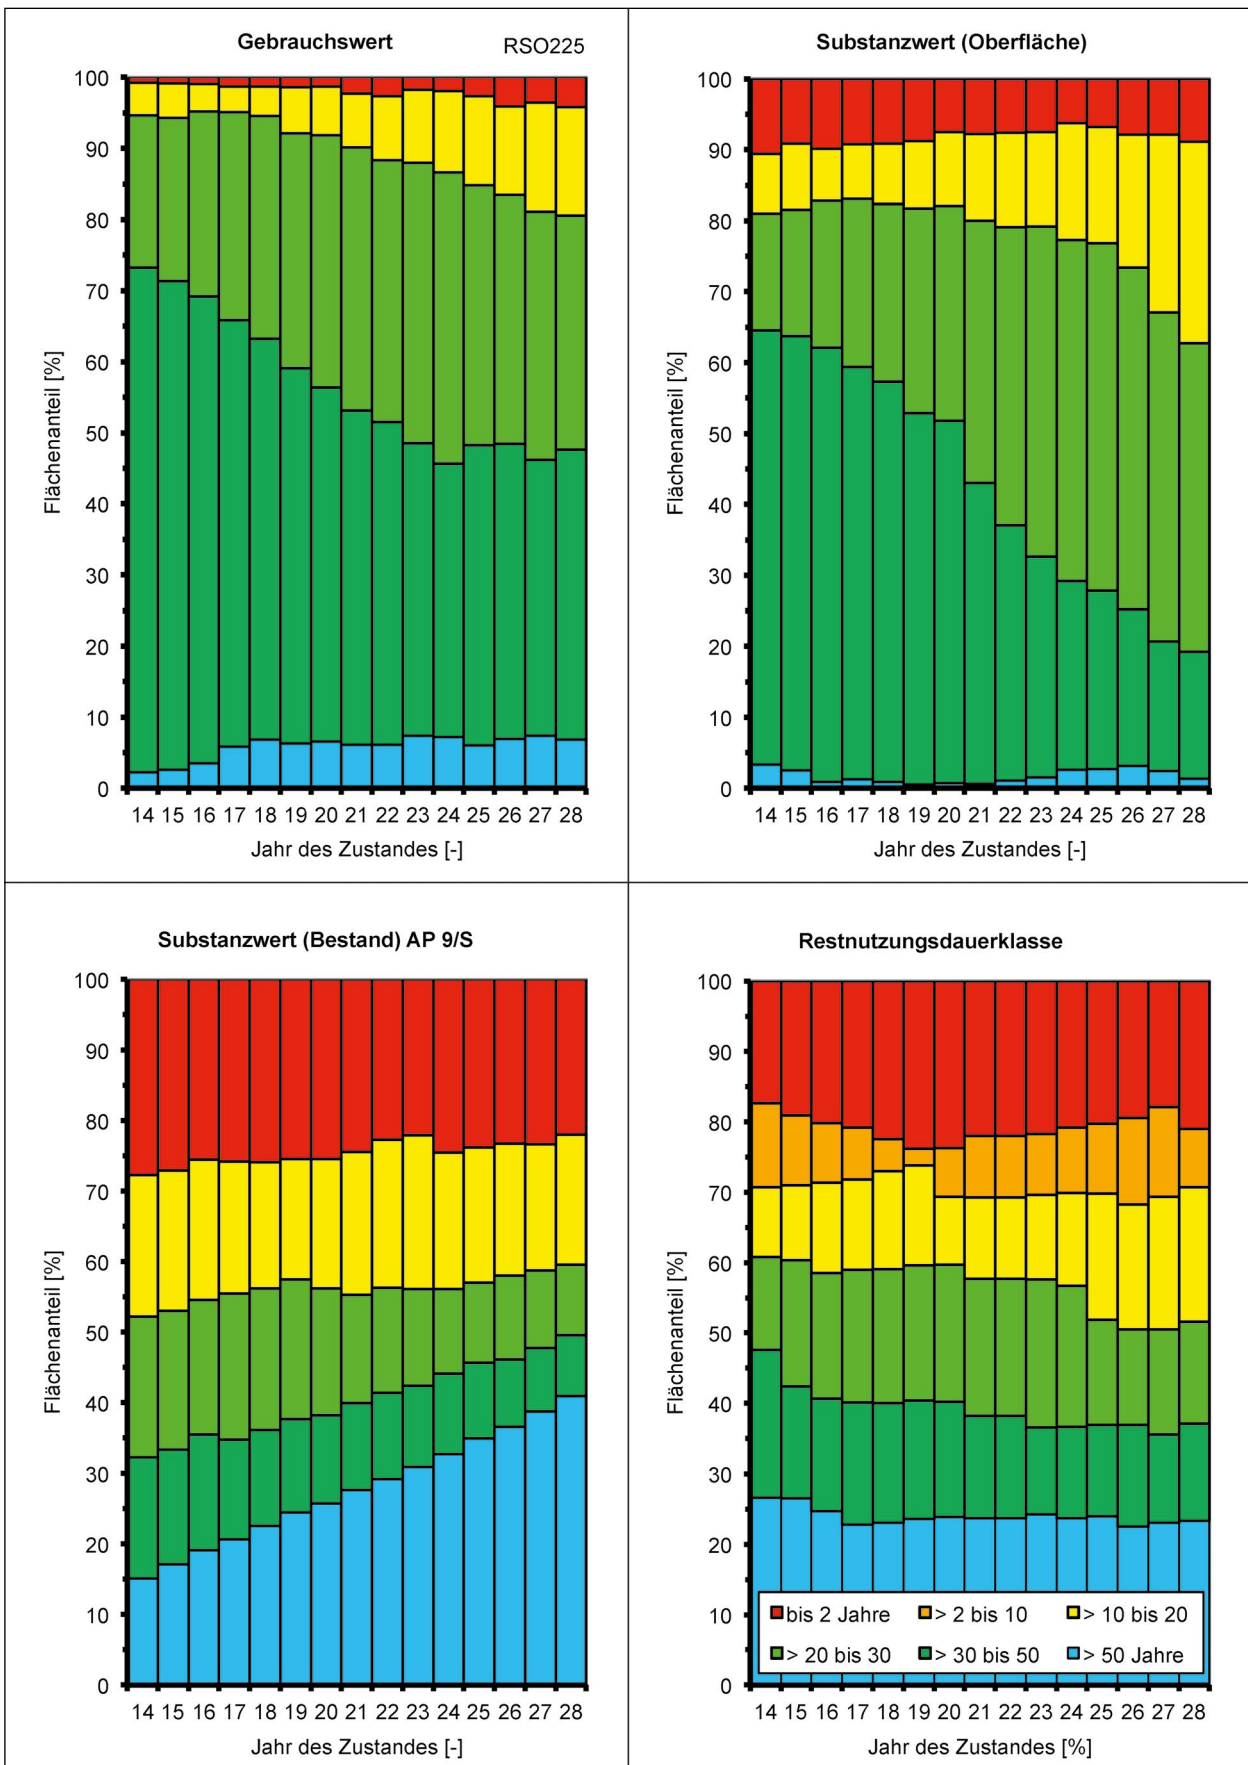 Gebrauchswert RSO225
100
90
80
70
60
50
40
30
20
10
0
Flächenanteil [%]
14 15 16 17 18 19 20 21 22 23 24 25 26 27 28
Jahr des Zustandes [-]
Substanzwert (Oberfläche)
100
90
80
70
60
50
40
30
20
10
0
Flächenanteil [%]
14 15 16 17 18 19 20 21 22 23 24 25 26 27 28
Jahr des Zustandes [-]
Substanzwert (Bestand) AP 9/S
100
90
80
70
60
50
40
30
20
10
0
Flächenanteil [%]
14 15 16 17 18 19 20 21 22 23 24 25 26 27 28
Jahr des Zustandes [-]
Restnutzungsdauerklasse
100
90
80
70
60
50
40
30
20
10
0
Flächenanteil [%]
bis 2 Jahre > 2 bis 10 > 10 bis 20
> 20 bis 30 > 30 bis 50 > 50 Jahre
14 15 16 17 18 19 20 21 22 23 24 25 26 27 28
Jahr des Zustandes [%]